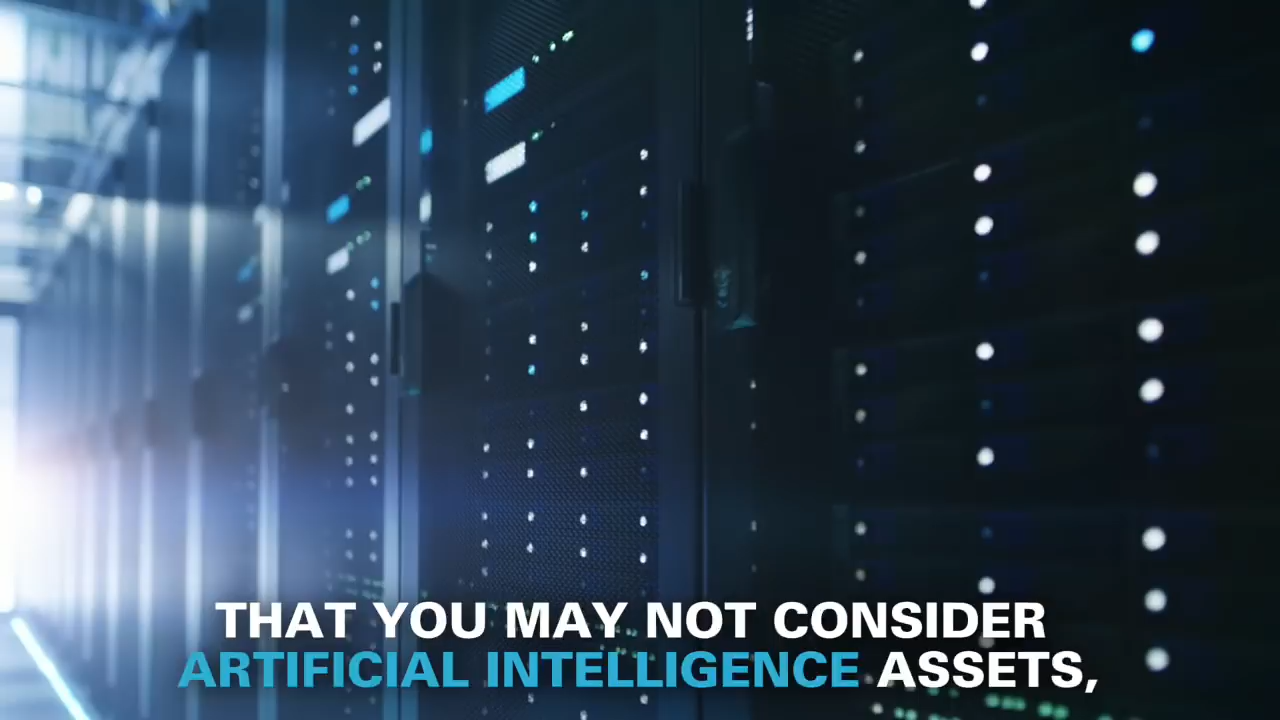 THAT YOU MAY NOT CONSIDER
ARTIFICIAL INTELLIGENCE ASSETS,